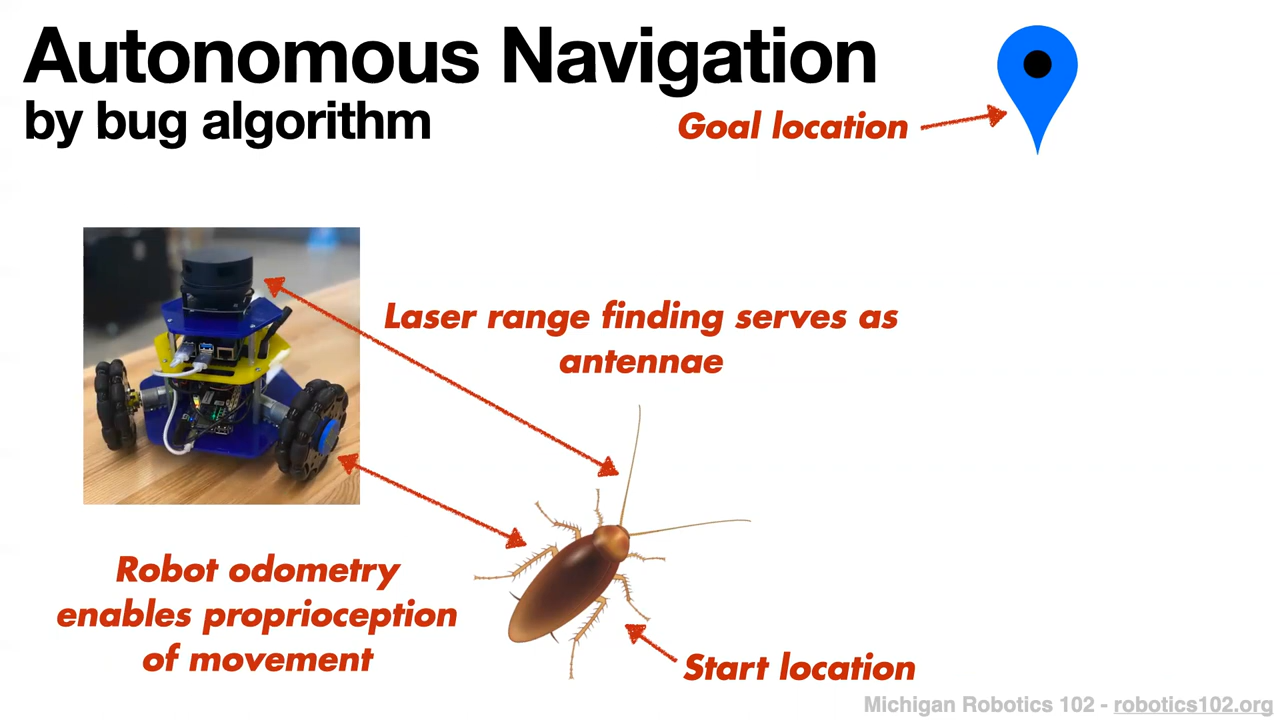 Autonomous Navigation
by bug algorithm
Goal location
Laser range finding serves as
antennae
Robot odometry
enables proprioception
of movement
Start location
Michigan Robotics 102 - robotics102.org